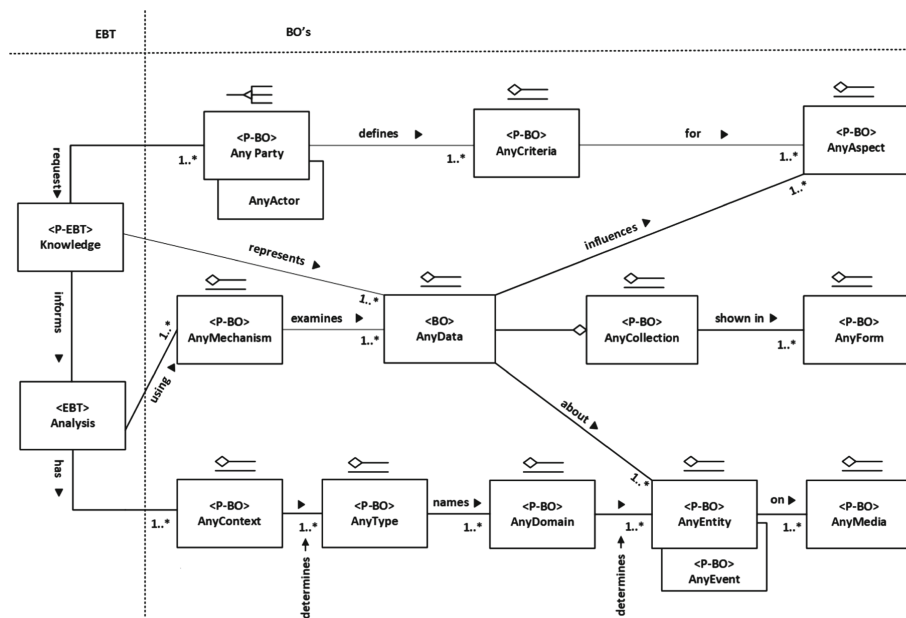 EBT
BO's
<P-BO>
Any Party
AnyActor
1..*
defines
1..*
<P-BO>
AnyCriteria
for
1..*
<P-BO>
AnyAspect
1..*
requests
<P-EBT>
Knowledge
represents
1..*
influences
informs
1..*
<P-BO>
AnyMechanism
examines
1..*
<BO>
AnyData
<P-BO>
AnyCollection
shown in
1..*
<P-BO>
AnyForm
using
<EBT>
Analysis
about
1..*
has
1..*
<P-BO>
AnyContext
1..*
determines
<P-BO>
AnyType
names
1..*
<P-BO>
AnyDomain
1..*
determines
<P-BO>
AnyEntity
<P-BO>
AnyEvent
on
1..*
<P-BO>
AnyMedia